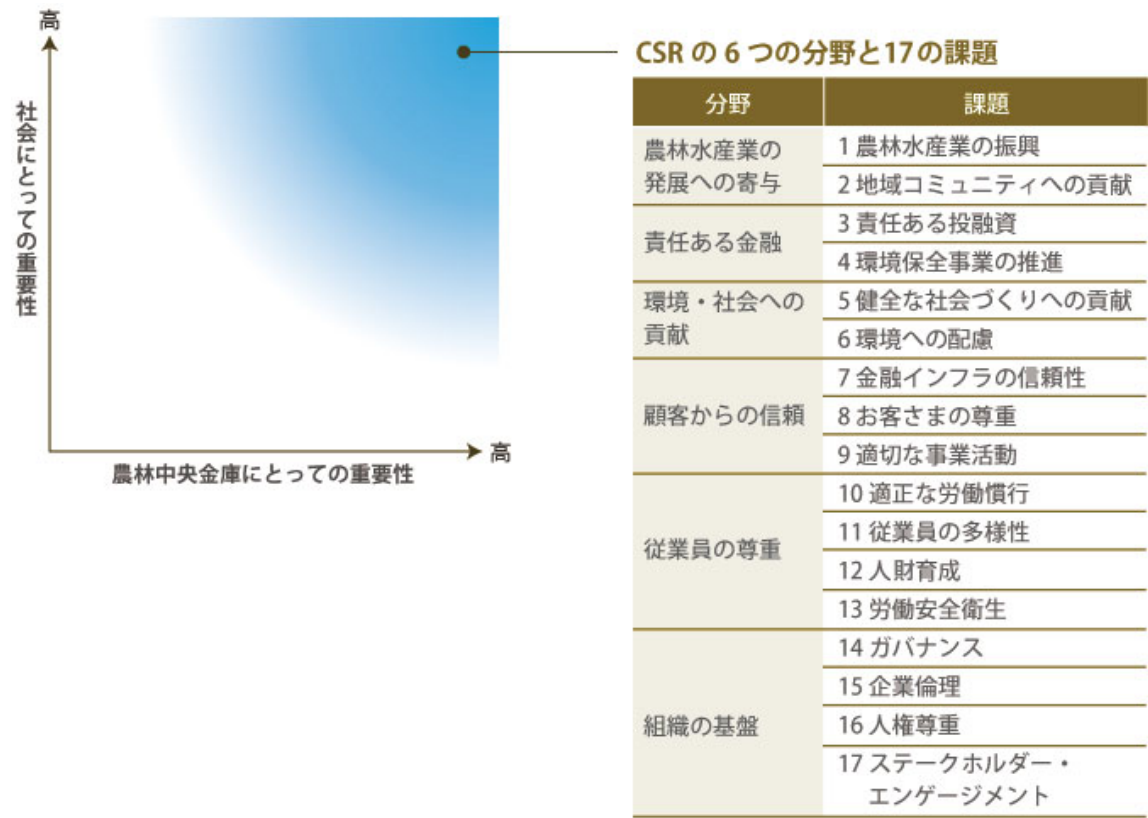 高
社会にとっての重要性
高
農林中央金庫にとっての重要性
CSR の 6 つの分野と17の課題
分野
課題
農林水産業の
発展への寄与
1 農林水産業の振興
2 地域コミュニティへの貢献
責任ある金融
3 責任ある投融資
4 環境保全事業の推進
環境・社会への
貢献
5 健全な社会づくりへの貢献
6 環境への配慮
顧客からの信頼
7 金融インフラの信頼性
8 お客さまの尊重
9 適切な事業活動
従業員の尊重
10 適正な労働慣行
11 従業員の多様性
12 人財育成
13 労働安全衛生
組織の基盤
14 ガバナンス
15 企業倫理
16 人権尊重
17 ステークホルダー・
エンゲージメント